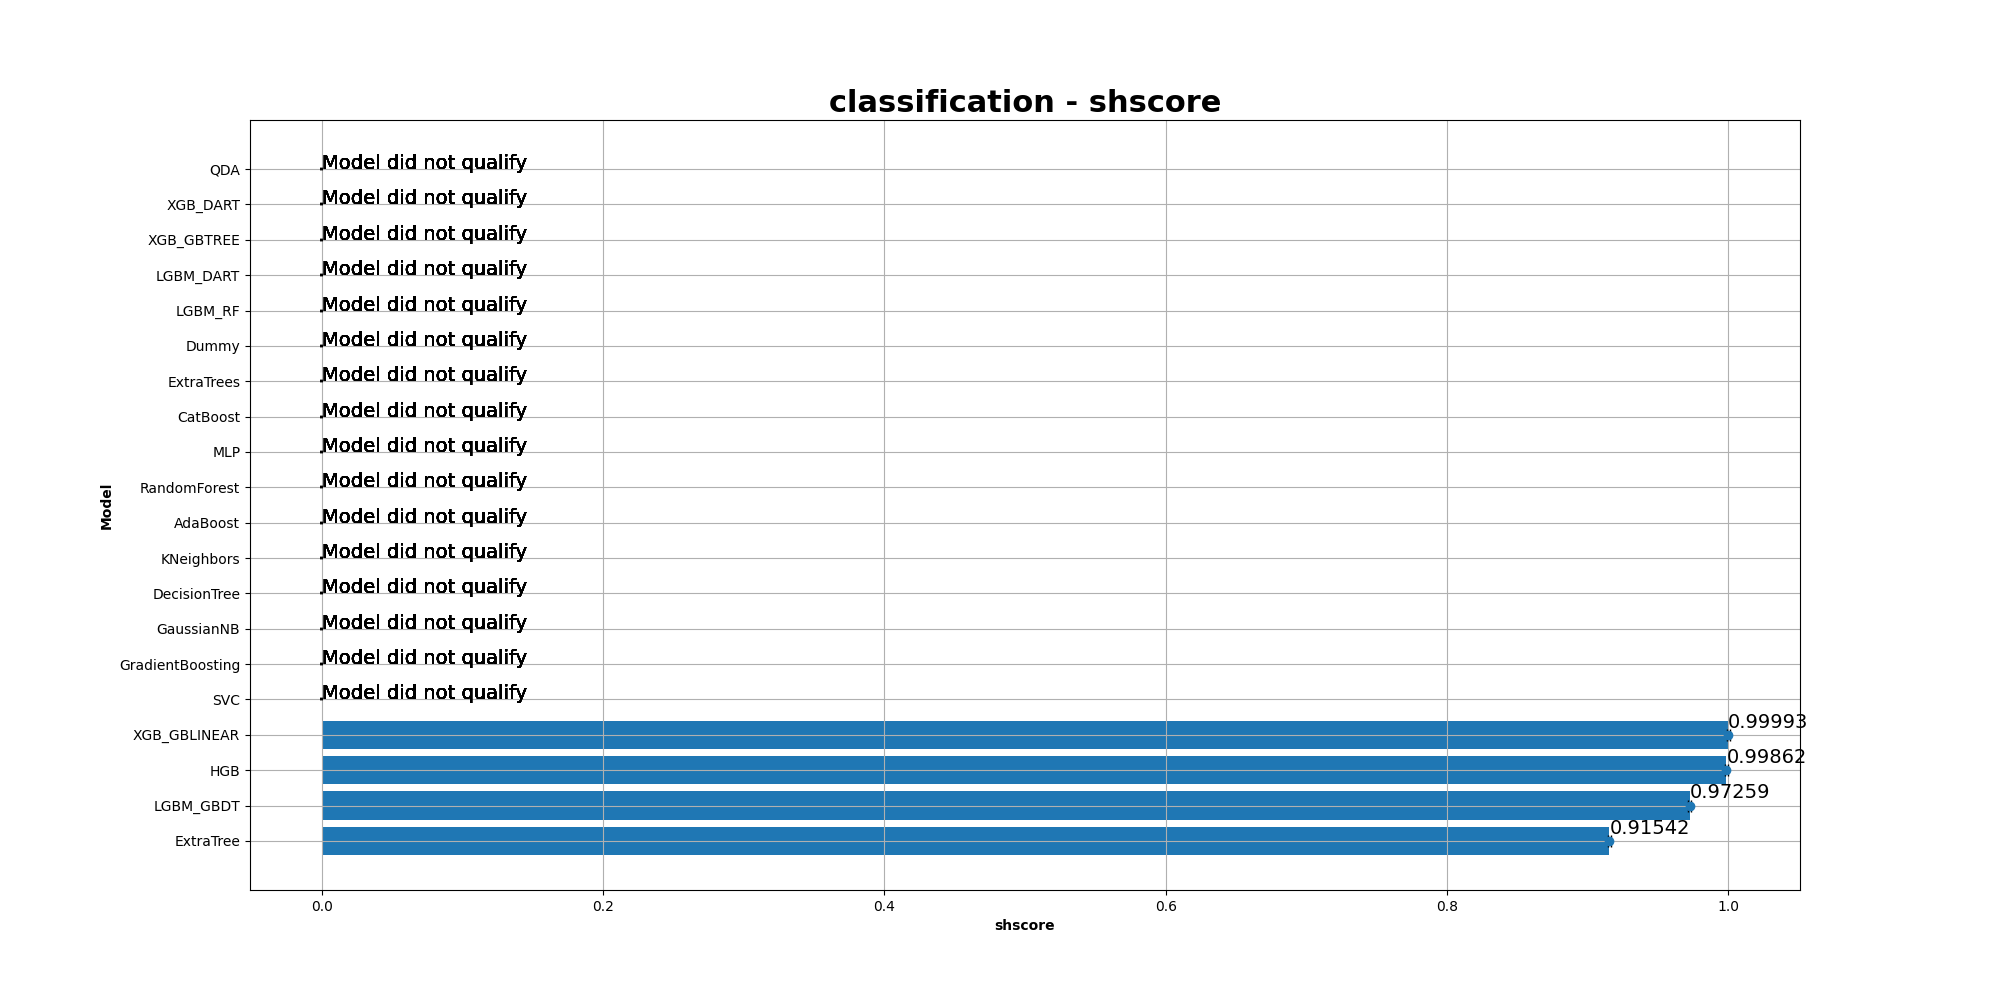 classification - shscore
QDA Model did not qualify
XGB_DART Model did not qualify
XGB_GBTREE Model did not qualify
LGBM_DART Model did not qualify
LGBM_RF Model did not qualify
Dummy Model did not qualify
ExtraTrees Model did not qualify
CatBoost Model did not qualify
MLP Model did not qualify
RandomForest Model did not qualify
AdaBoost Model did not qualify
KNeighbors Model did not qualify
DecisionTree Model did not qualify
GaussianNB Model did not qualify
GradientBoosting Model did not qualify
SVC Model did not qualify
XGB_GBLINEAR 0.99993
HGB 0.99862
LGBM_GBDT 0.97259
ExtraTree 0.91542
Model
0.0 0.2 0.4 0.6 0.8 1.0
shscore